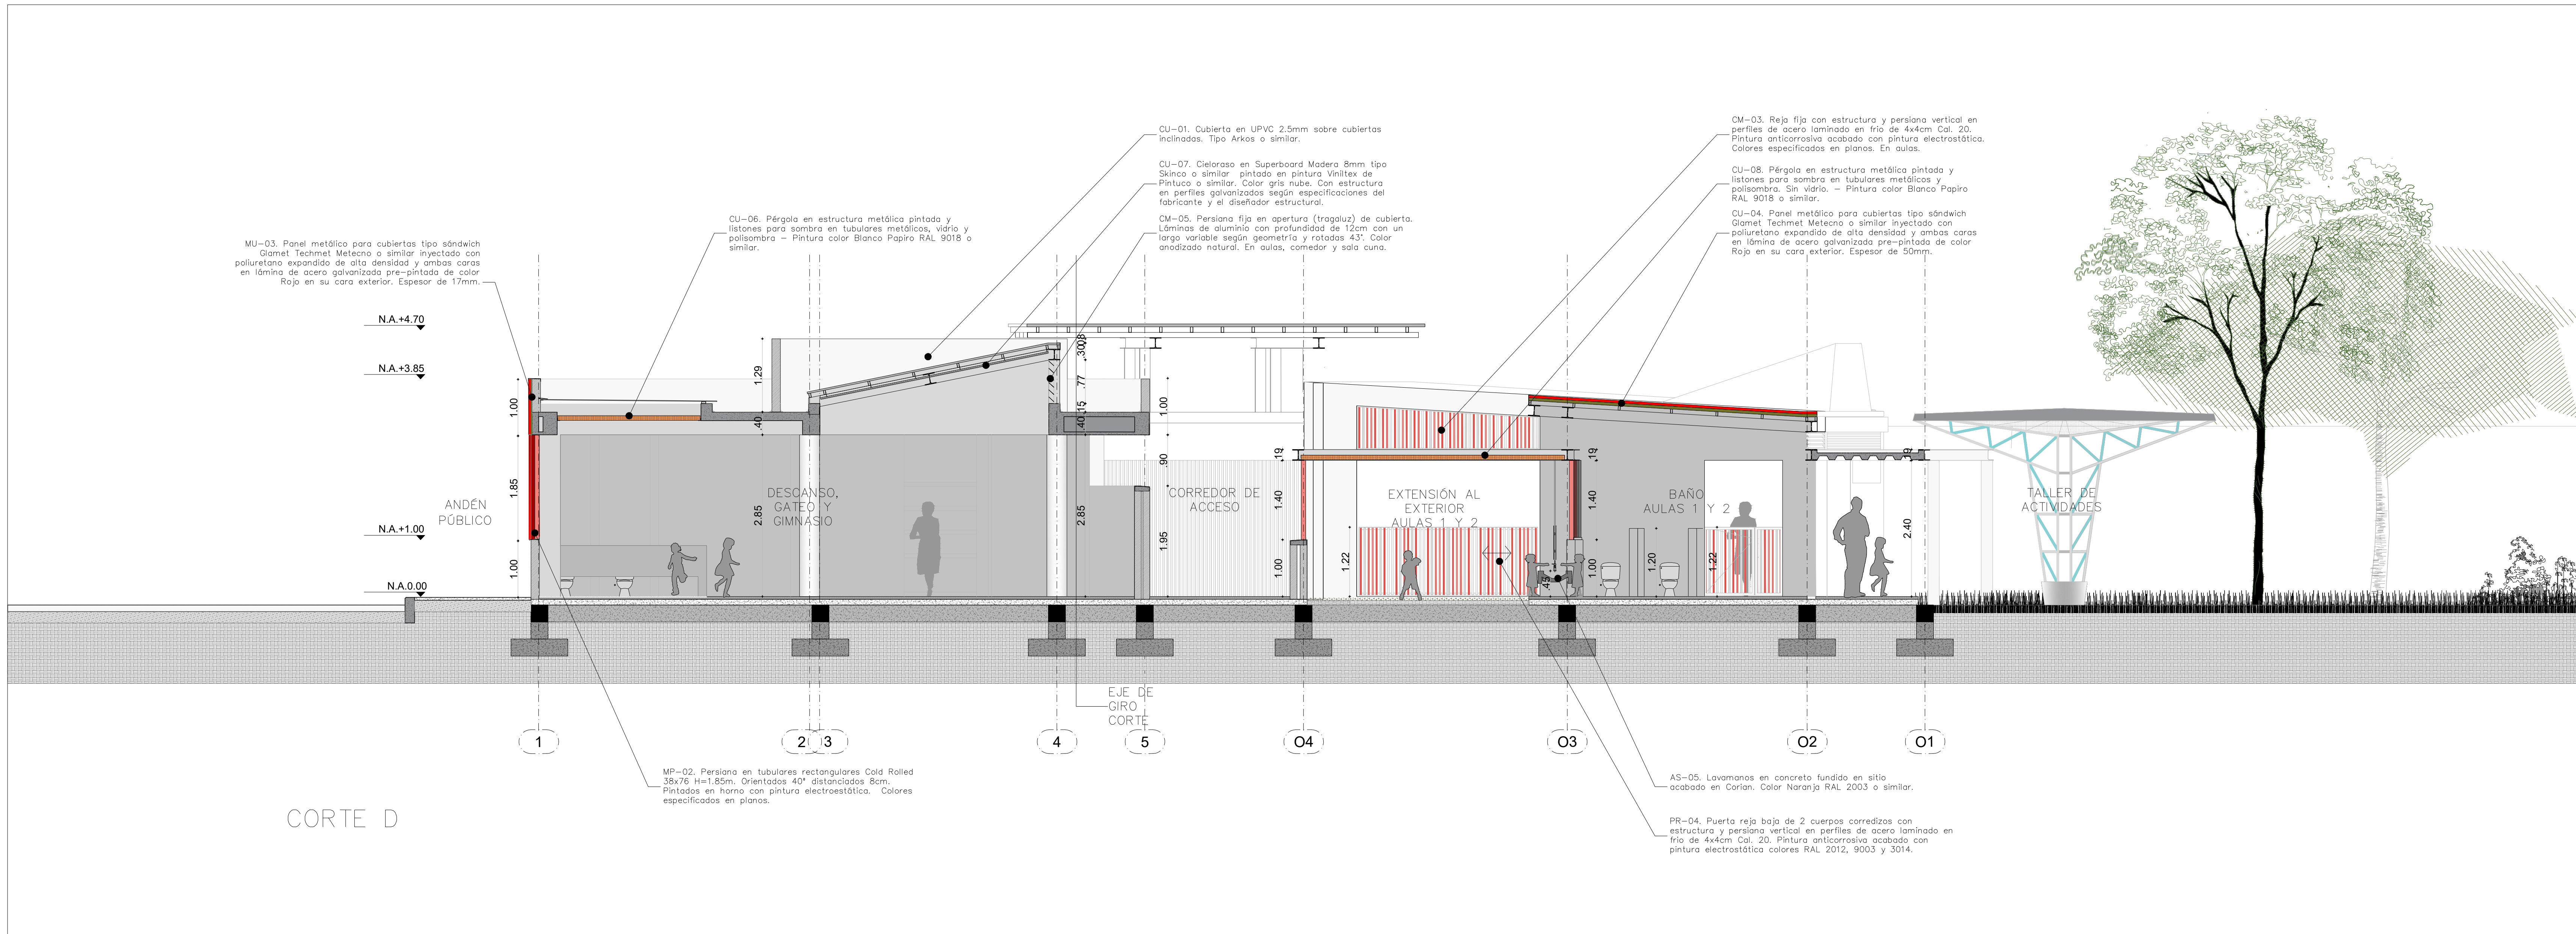 CU-01. Cubierta en UPVC 2.5mm sobre cubiertas
inclinadas. Tipo Arkos o similar.
CU-07. Cieloraso en Superboard Madera 8mm tipo
Skinco o similar pintado en pintura Viniltex de
Pintuco o similar. Color gris nube. Con estructura
en perfiles galvanizados según especificaciones del
fabricante y el diseñador estructural.
CM-05. Persiana fija en apertura (tragaluz) de cubierta.
Láminas de aluminio con profundidad de 12cm con un
largo variable según geometría y rotadas 43°. Color
anodizado natural. En aulas, comedor y sala cuna.
CM-03. Reja fija con estructura y persiana vertical en
perfiles de acero laminado en frio de 4x4cm Cal. 20.
Pintura anticorrosiva acabado con pintura electrostática.
Colores especificados en planos. En aulas.
CU-08. Pérgola en estructura metálica pintada y
listones para sombra en tubulares metálicos y
polisombra. Sin vidrio. - Pintura color Blanco Papiro
RAL 9018 o similar.
CU-04. Panel metálico para cubiertas tipo sándwich
Glamet Techmet Metecno o similar inyectado con
poliuretano expandido de alta densidad y ambas caras
en lámina de acero galvanizada pre-pintada de color
Rojo en su cara exterior. Espesor de 50mm.
CU-06. Pérgola en estructura metálica pintada y
listones para sombra en tubulares metálicos, vidrio y
polisombra - Pintura color Blanco Papiro RAL 9018 o
similar.
MU-03. Panel metálico para cubiertas tipo sándwich
Glamet Techmet Metecno o similar inyectado con
poliuretano expandido de alta densidad y ambas caras
en lámina de acero galvanizada pre-pintada de color
Rojo en su cara exterior. Espesor de 17mm.
N.A.+4.70
N.A.+3.85
N.A.+1.00
N.A.0.00
1.00
1.85
1.00
1.29
.40
2.85
.08
.30
.77
.15
.40
2.85
1.00
.90
1.95
.19
1.40
1.00
1.22
.45
.19
1.40
1.00
1.20
1.22
.19
2.40
ANDÉN
PÚBLICO
DESCANSO,
GATEO Y
GIMNASIO
CORREDOR DE
ACCESO
EXTENSIÓN AL
EXTERIOR
AULAS 1 Y 2
BAÑO
AULAS 1 Y 2
TALLER DE
ACTIVIDADES
EJE DE
GIRO
CORTE
1
2
3
4
5
O4
O3
O2
O1
MP-02. Persiana en tubulares rectangulares Cold Rolled
38x76 H=1.85m. Orientados 40° distanciados 8cm.
Pintados en horno con pintura electroestática. Colores
especificados en planos.
AS-05. Lavamanos en concreto fundido en sitio
acabado en Corian. Color Naranja RAL 2003 o similar.
PR-04. Puerta reja baja de 2 cuerpos corredizos con
estructura y persiana vertical en perfiles de acero laminado en
frio de 4x4cm Cal. 20. Pintura anticorrosiva acabado con
pintura electrostática colores RAL 2012, 9003 y 3014.
CORTE D